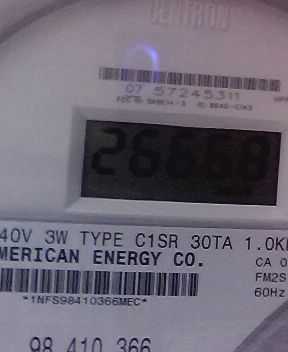 CENTRON
07 57245311
26668
40V 3W TYPE C1SR 30TA 1.0K
MERICAN ENERGY CO.
CA 0
FM2S
60Hz
*1NFS98410366MEC*
98 410 366